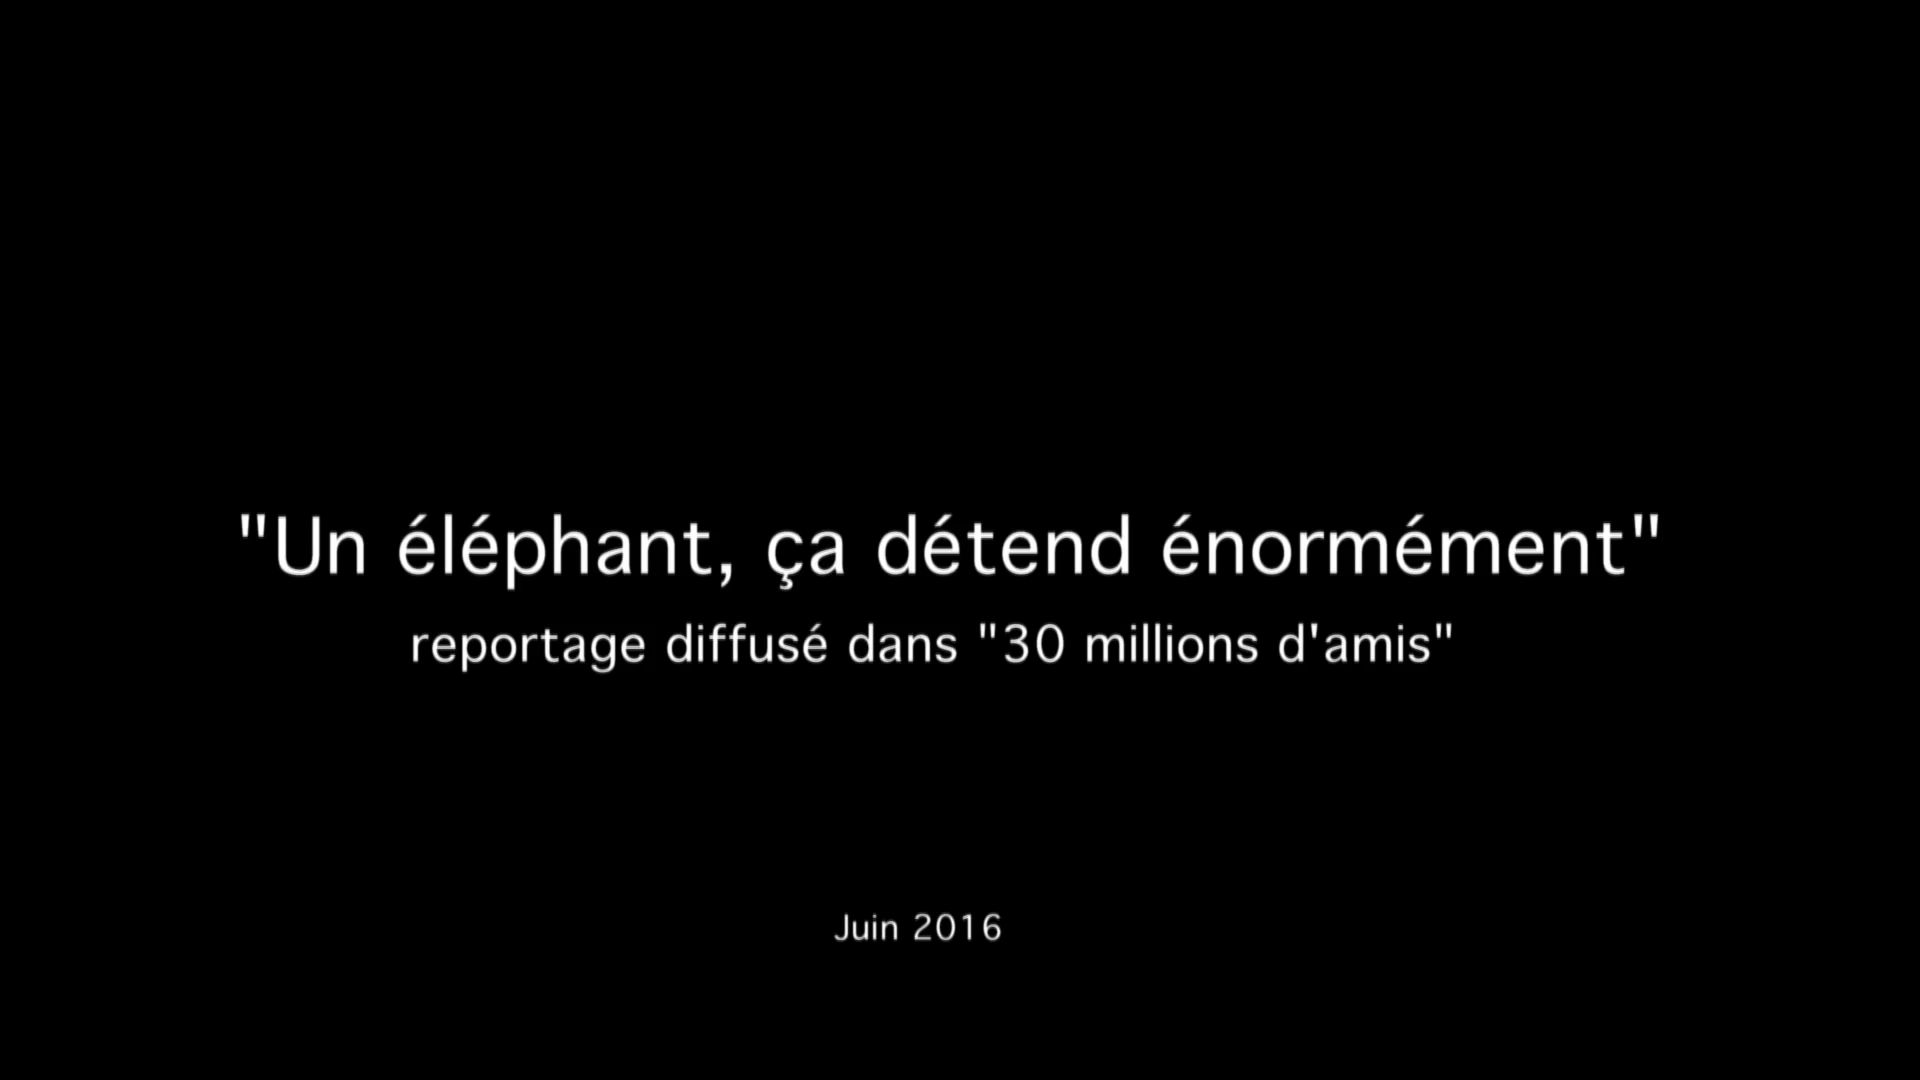 "Un éléphant, ça détend énormément"
reportage diffusé dans "30 millions d'amis"
Juin 2016